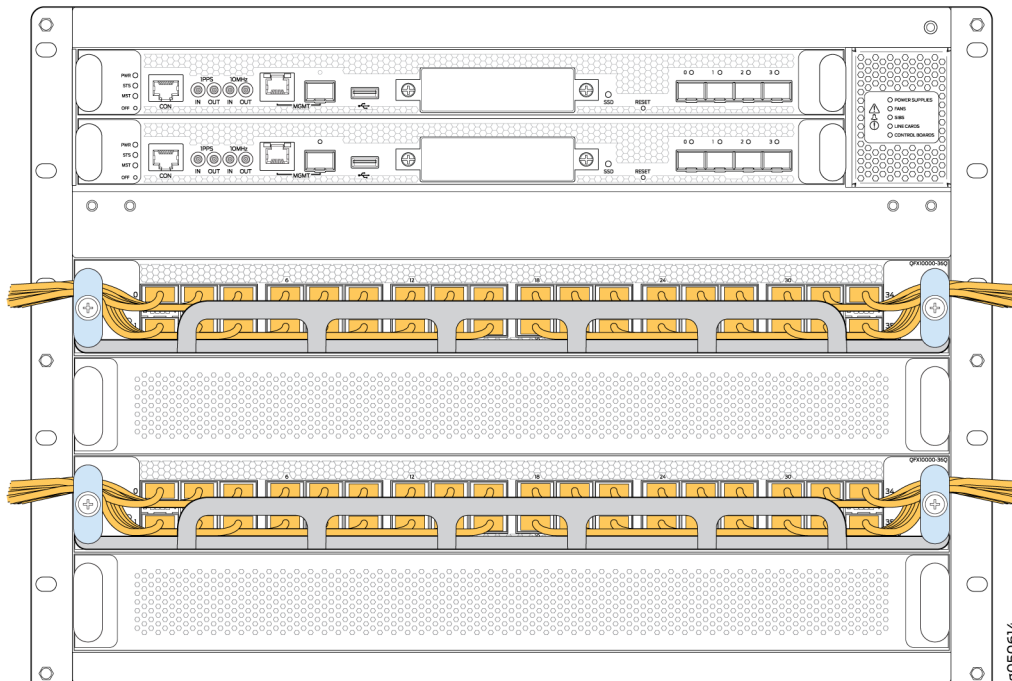 PWR
STS
MST
OFF
CON
1PPS 10MHz
IN OUT IN OUT
MGMT
SSD
RESET
0 1 2 3
POWER SUPPLIES
FANS
SIBS
LINE CARDS
CONTROL BOARDS
PWR
STS
MST
OFF
CON
1PPS 10MHz
IN OUT IN OUT
MGMT
SSD
RESET
0 1 2 3
QFX10000-36Q
0 6 12 18 24 30 34
QFX10000-36Q
0 6 12 18 24 30 34